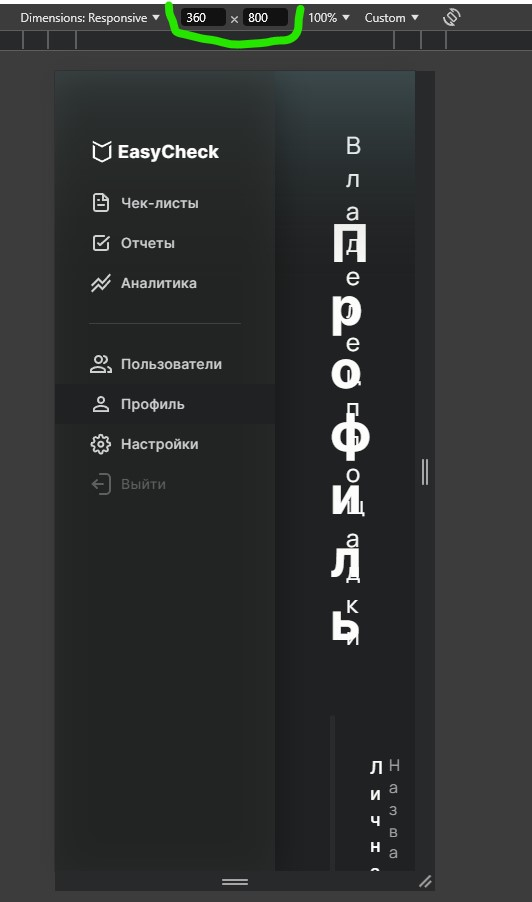 Dimensions: Responsive 360 × 800 100% Custom
EasyCheck
Чек-листы
Отчеты
Аналитика
Пользователи
Профиль
Настройки
Выйти
Владелец площадки
Профиль
Лично
Назва